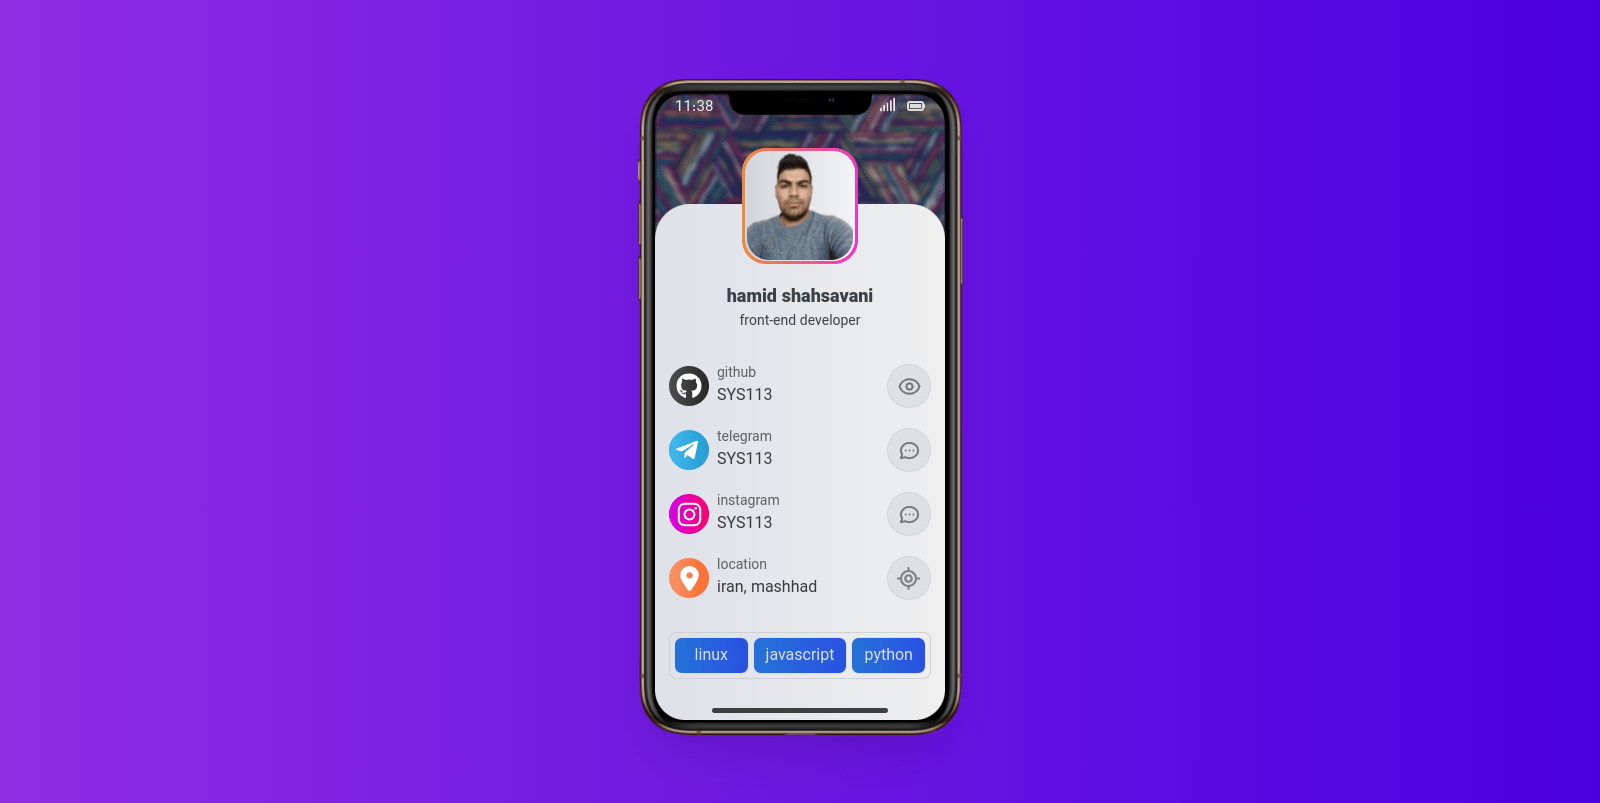 11:38
hamid shahsavani
front-end developer
github
SYS113
telegram
SYS113
instagram
SYS113
location
iran, mashhad
linux javascript python